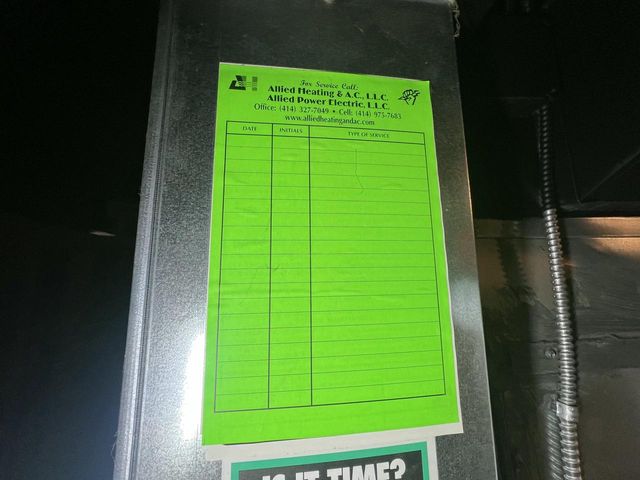 AH
For Service Call:
Allied Heating & A.C., L.L.C.
Allied Power Electric, L.L.C.
Office: (414) 327-7049 • Cell: (414) 975-7683
www.alliedheatingandac.com
DATE INITIALS TYPE OF SERVICE
IS IT TIME?